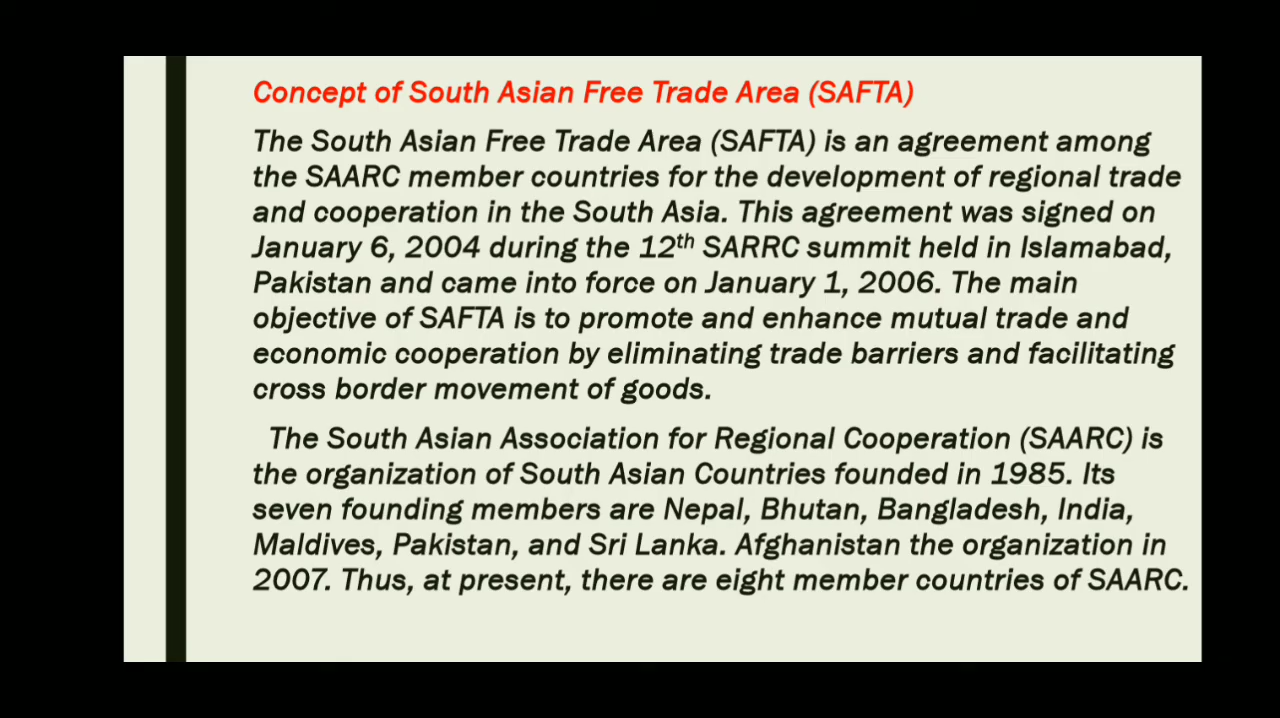 Concept of South Asian Free Trade Area (SAFTA)
The South Asian Free Trade Area (SAFTA) is an agreement among
the SAARC member countries for the development of regional trade
and cooperation in the South Asia. This agreement was signed on
January 6, 2004 during the 12th SARRC summit held in Islamabad,
Pakistan and came into force on January 1, 2006. The main
objective of SAFTA is to promote and enhance mutual trade and
economic cooperation by eliminating trade barriers and facilitating
cross border movement of goods.
The South Asian Association for Regional Cooperation (SAARC) is
the organization of South Asian Countries founded in 1985. Its
seven founding members are Nepal, Bhutan, Bangladesh, India,
Maldives, Pakistan, and Sri Lanka. Afghanistan the organization in
2007. Thus, at present, there are eight member countries of SAARC.